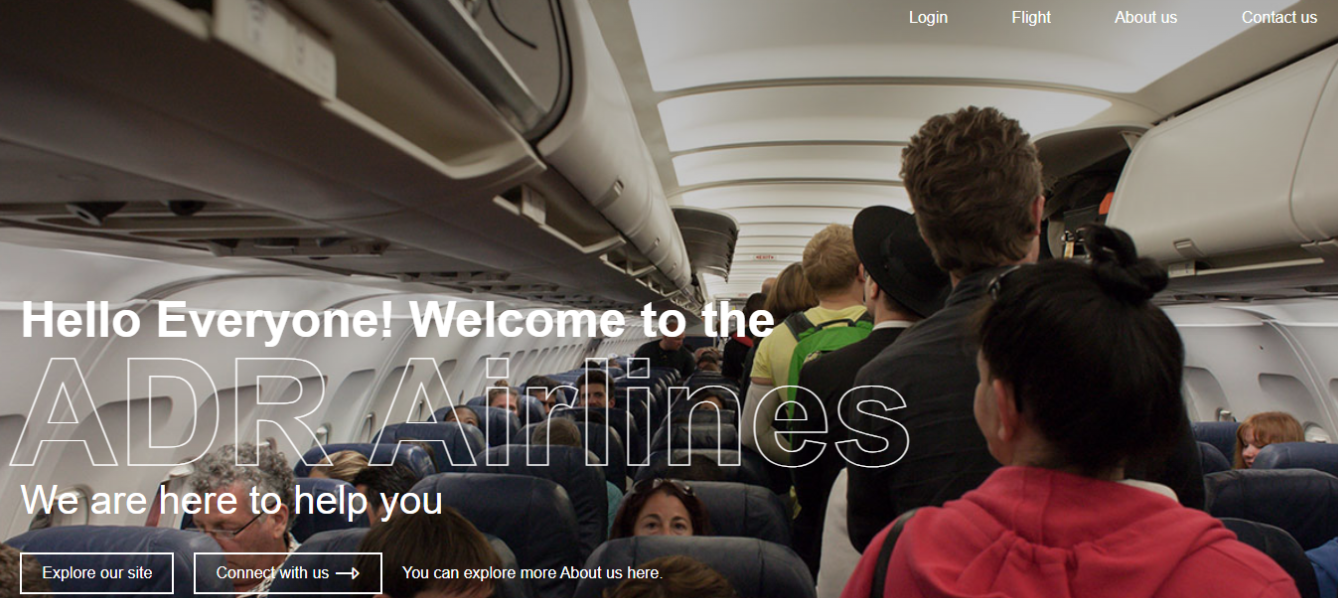 Login Flight About us Contact us
Hello Everyone! Welcome to the
ADR Airlines
We are here to help you
Explore our site Connect with us You can explore more About us here.